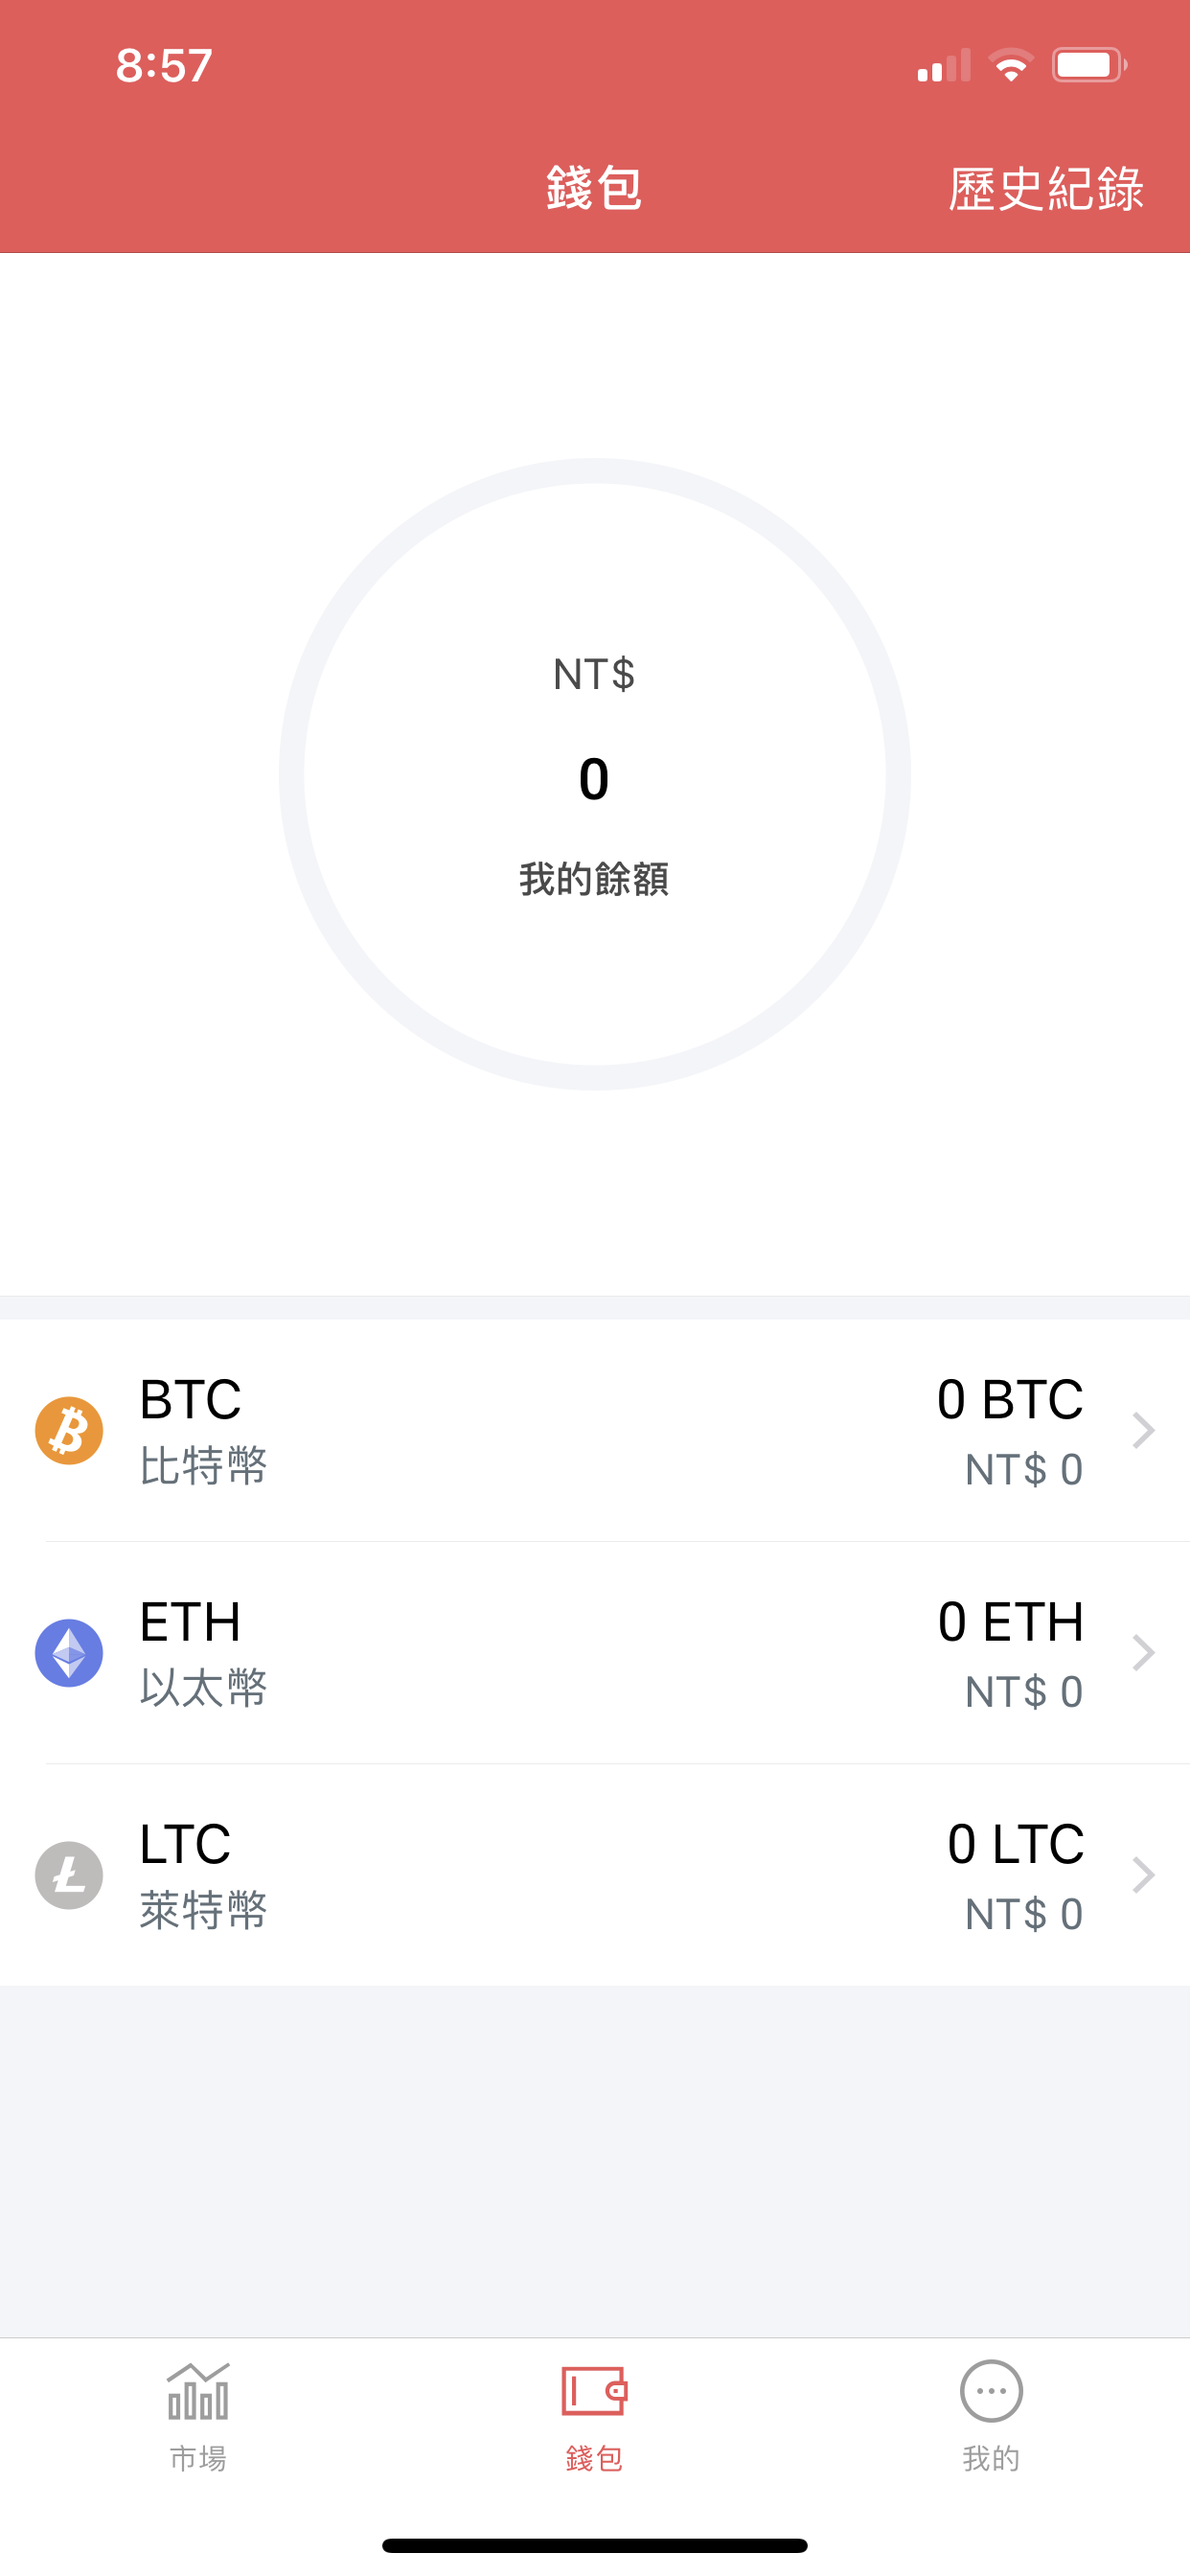 8:57
錢包
歷史紀錄
NT$
0
我的餘額
BTC
0 BTC
比特幣
NT$ 0
ETH
0 ETH
以太幣
NT$ 0
LTC
0 LTC
萊特幣
NT$ 0
市場
錢包
我的